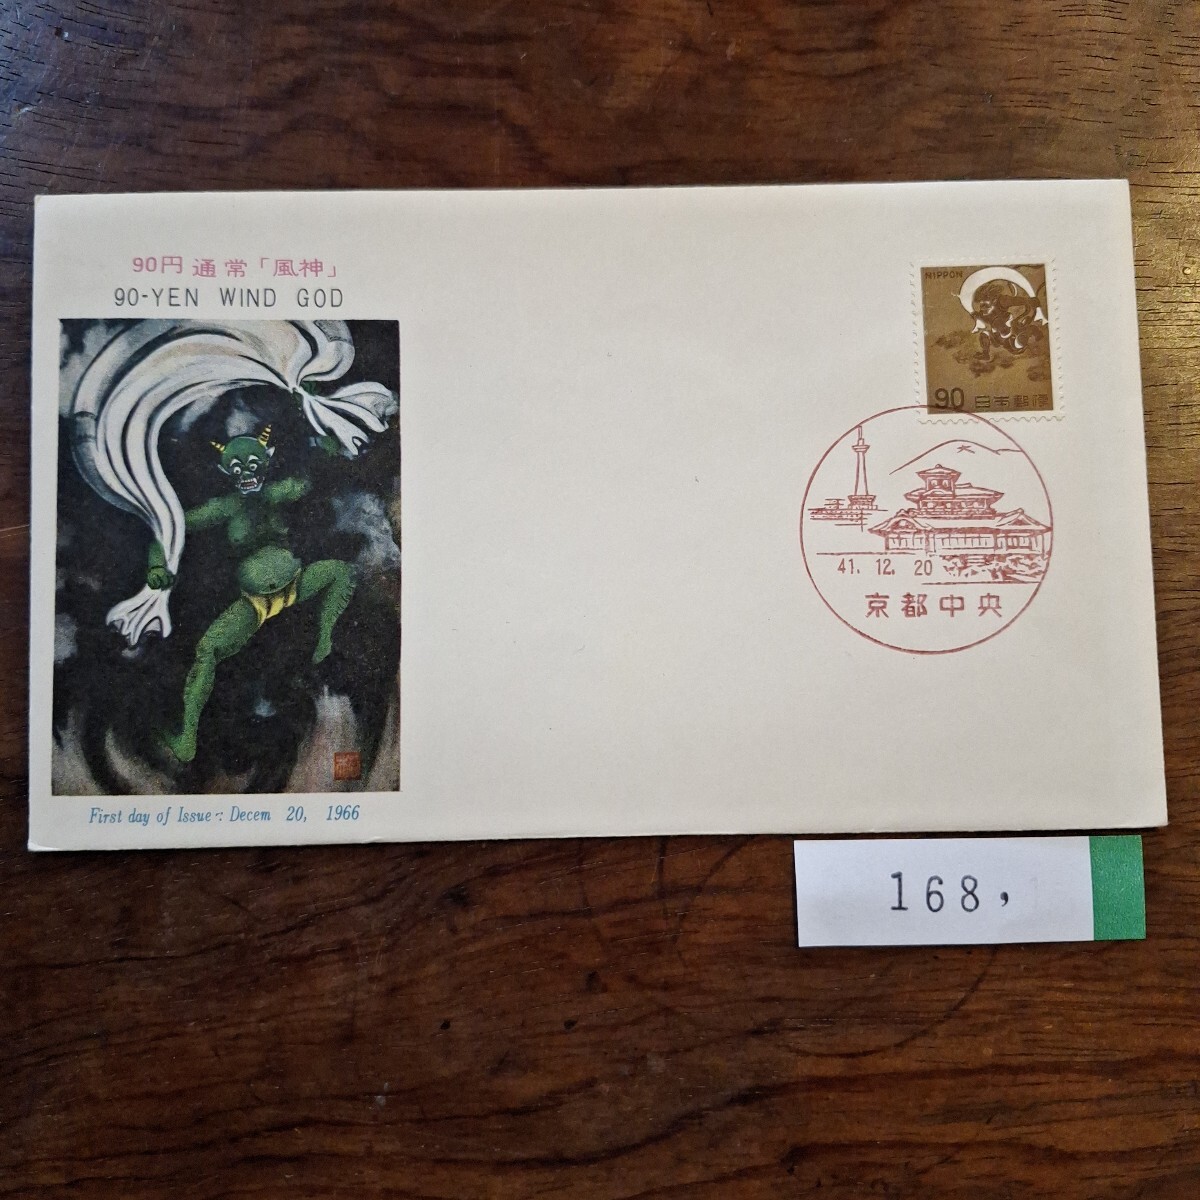 90円 通常「風神」
90-YEN WIND GOD
NIPPON
90 日本郵便
大
41. 12. 20
京都中央
First day of Issue : Decem 20, 1966
168,